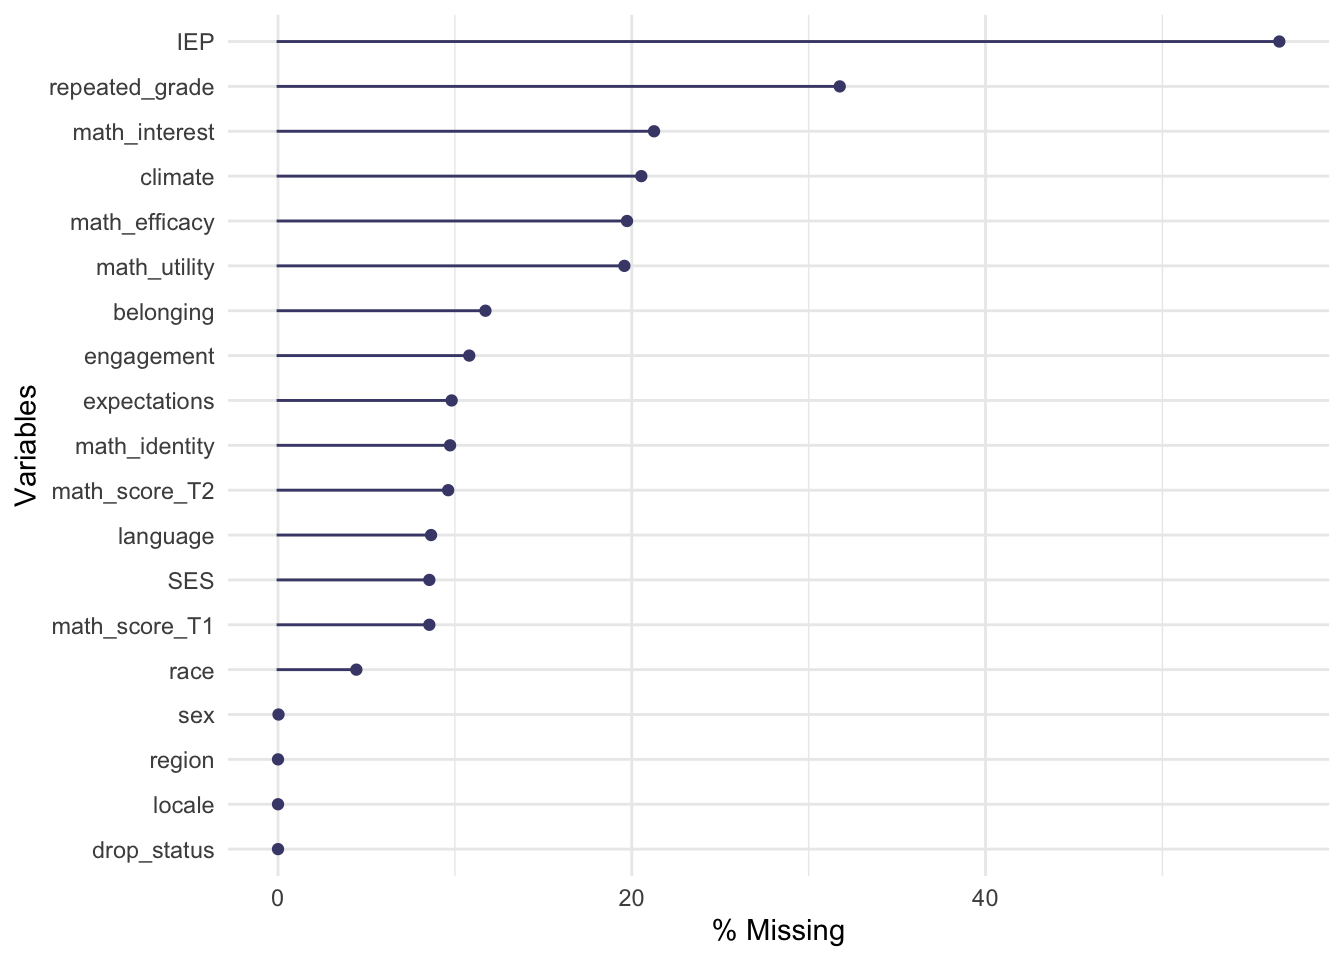 IEP
repeated_grade
math_interest
climate
math_efficacy
math_utility
belonging
engagement
expectations
math_identity
math_score_T2
language
SES
math_score_T1
race
sex
region
locale
drop_status
Variables
0 20 40
% Missing